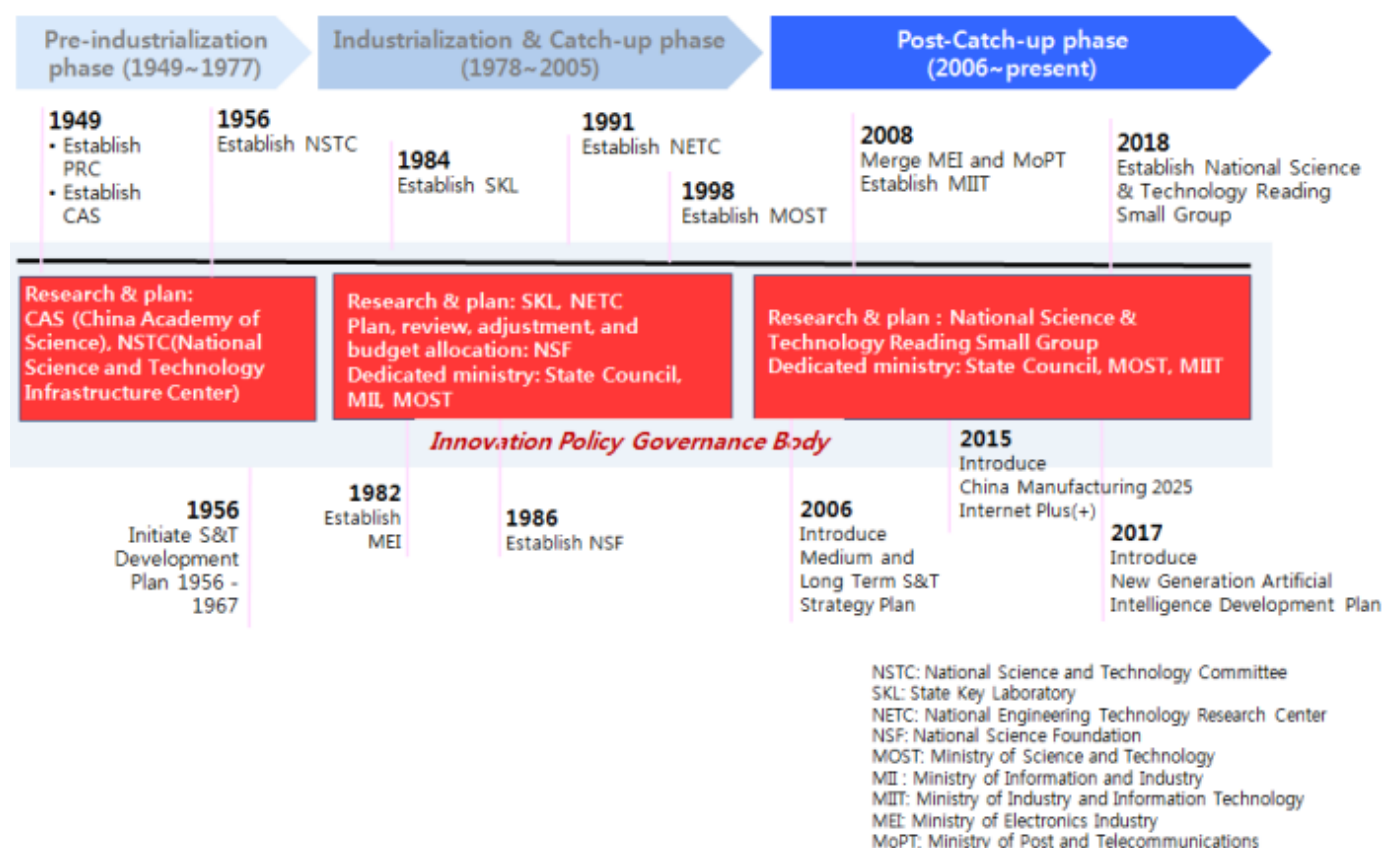 Pre-industrialization
phase (1949~1977)
Industrialization & Catch-up phase
(1978~2005)
Post-Catch-up phase
(2006~present)
1949
• Establish
PRC
• Establish
CAS
1956
Establish NSTC
1984
Establish SKL
1991
Establish NETC
1998
Establish MOST
2008
Merge MEI and MoPT
Establish MIIT
2018
Establish National Science
& Technology Reading
Small Group
Research & plan:
CAS (China Academy of
Science), NSTC(National
Science and Technology
Infrastructure Center)
Research & plan: SKL, NETC
Plan, review, adjustment, and
budget allocation: NSF
Dedicated ministry: State Council,
MII, MOST
Research & plan : National Science &
Technology Reading Small Group
Dedicated ministry: State Council, MOST, MIIT
Innovation Policy Governance Body
1956
Initiate S&T
Development
Plan 1956 -
1967
1982
Establish
MEI
1986
Establish NSF
2006
Introduce
Medium and
Long Term S&T
Strategy Plan
2015
Introduce
China Manufacturing 2025
Internet Plus(+)
2017
Introduce
New Generation Artificial
Intelligence Development Plan
NSTC: National Science and Technology Committee
SKL: State Key Laboratory
NETC: National Engineering Technology Research Center
NSF: National Science Foundation
MOST: Ministry of Science and Technology
MII : Ministry of Information and Industry
MIIT: Ministry of Industry and Information Technology
MEI: Ministry of Electronics Industry
MoPT: Ministry of Post and Telecommunications